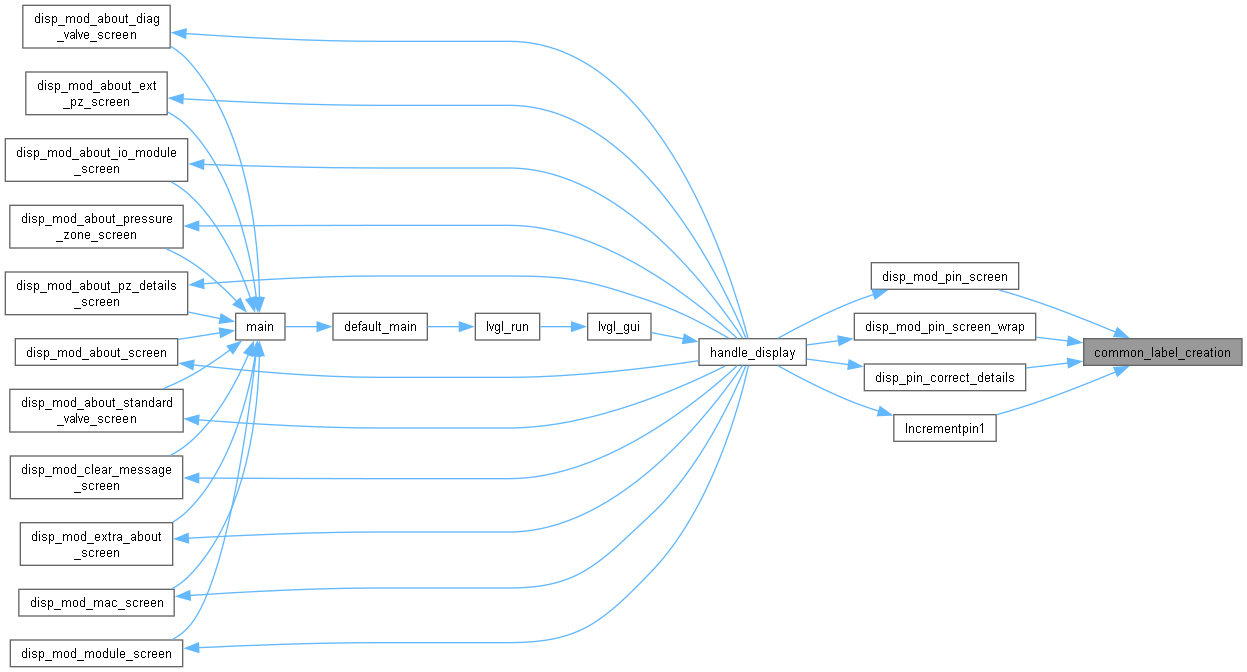 disp_mod_about_diag
_valve_screen
disp_mod_about_ext
_pz_screen
disp_mod_about_io_module
_screen
disp_mod_about_pressure
_zone_screen
disp_mod_about_pz_details
_screen
disp_mod_about_screen
disp_mod_about_standard
_valve_screen
disp_mod_clear_message
_screen
disp_mod_extra_about
_screen
disp_mod_mac_screen
disp_mod_module_screen
main
default_main
lvgl_run
lvgl_gui
handle_display
disp_mod_pin_screen
disp_mod_pin_screen_wrap
disp_pin_correct_details
Incrementpin1
common_label_creation